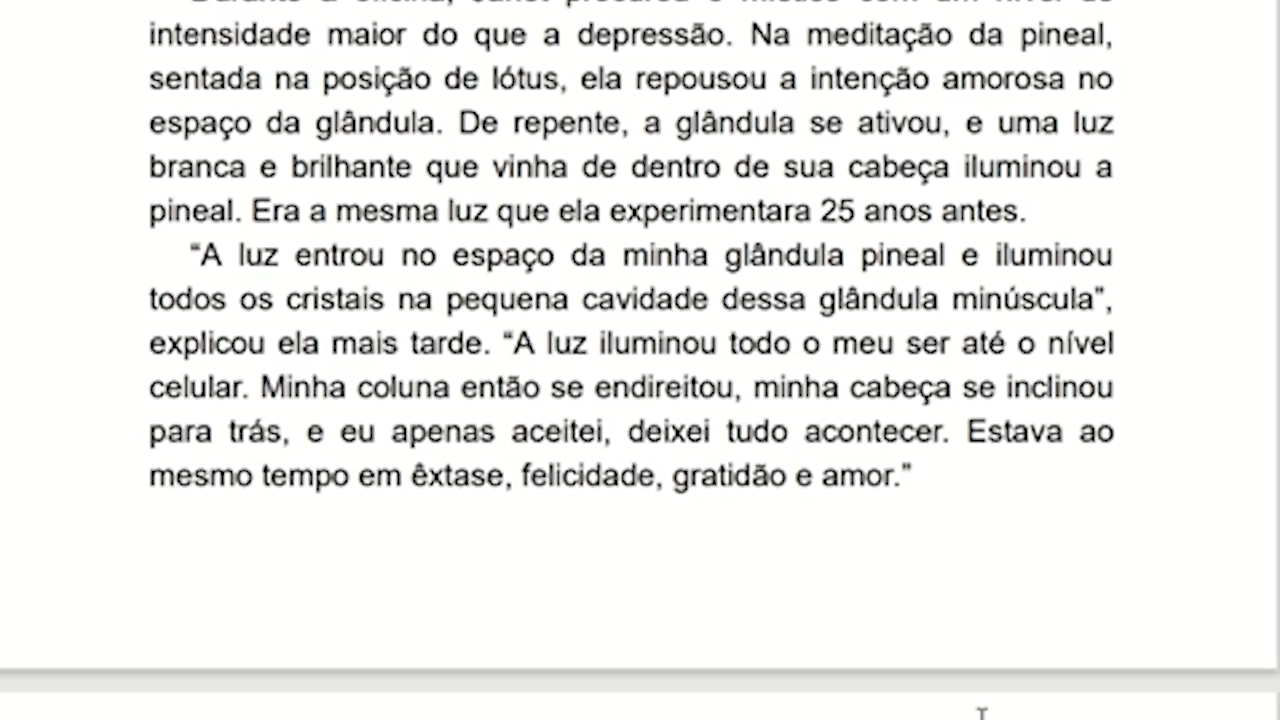 intensidade maior do que a depressão. Na meditação da pineal,
sentada na posição de lótus, ela repousou a intenção amorosa no
espaço da glândula. De repente, a glândula se ativou, e uma luz
branca e brilhante que vinha de dentro de sua cabeça iluminou a
pineal. Era a mesma luz que ela experimentara 25 anos antes.
“A luz entrou no espaço da minha glândula pineal e iluminou
todos os cristais na pequena cavidade dessa glândula minúscula”,
explicou ela mais tarde. “A luz iluminou todo o meu ser até o nível
celular. Minha coluna então se endireitou, minha cabeça se inclinou
para trás, e eu apenas aceitei, deixei tudo acontecer. Estava ao
mesmo tempo em êxtase, felicidade, gratidão e amor.”